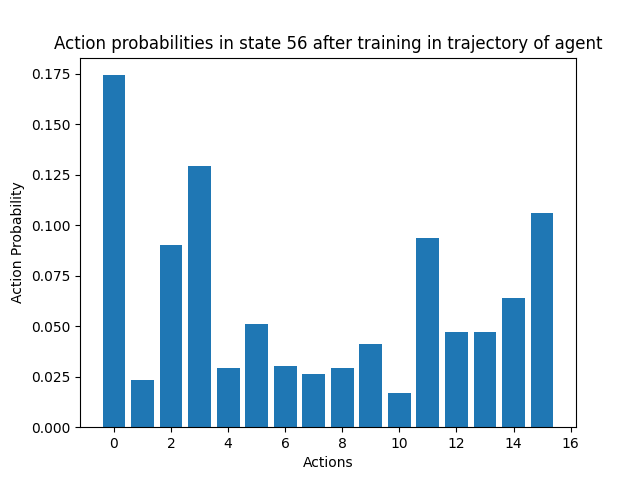 Action probabilities in state 56 after training in trajectory of agent
0.175
0.150
0.125
0.100
0.075
0.050
0.025
0.000
Action Probability
0 2 4 6 8 10 12 14 16
Actions